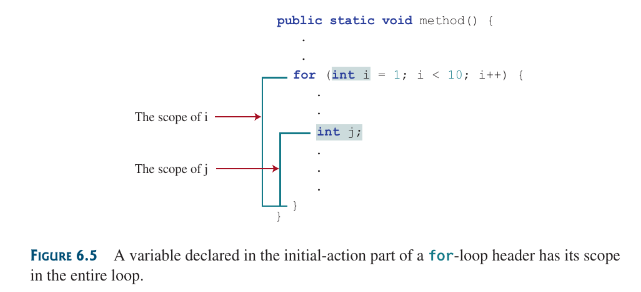 public static void method() {
.
.
for (int i = 1; i < 10; i++) {
.
.
The scope of i
int j;
.
The scope of j
.
.
}
}
FIGURE 6.5 A variable declared in the initial-action part of a for-loop header has its scope
in the entire loop.